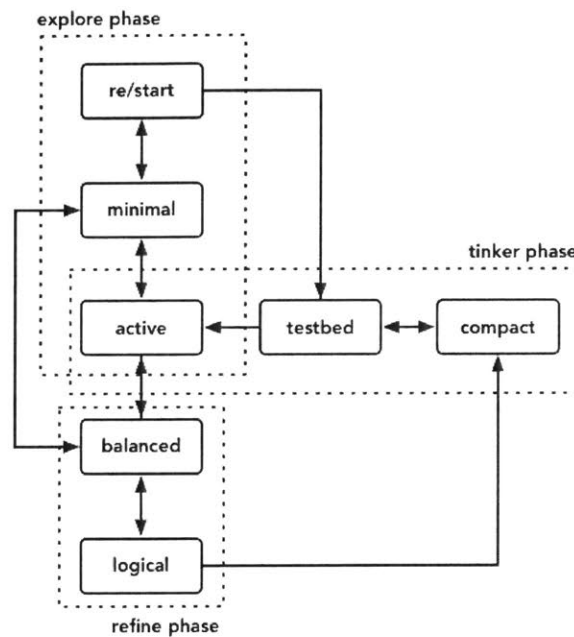 explore phase
re/start
minimal
tinker phase
active
testbed
compact
balanced
logical
refine phase